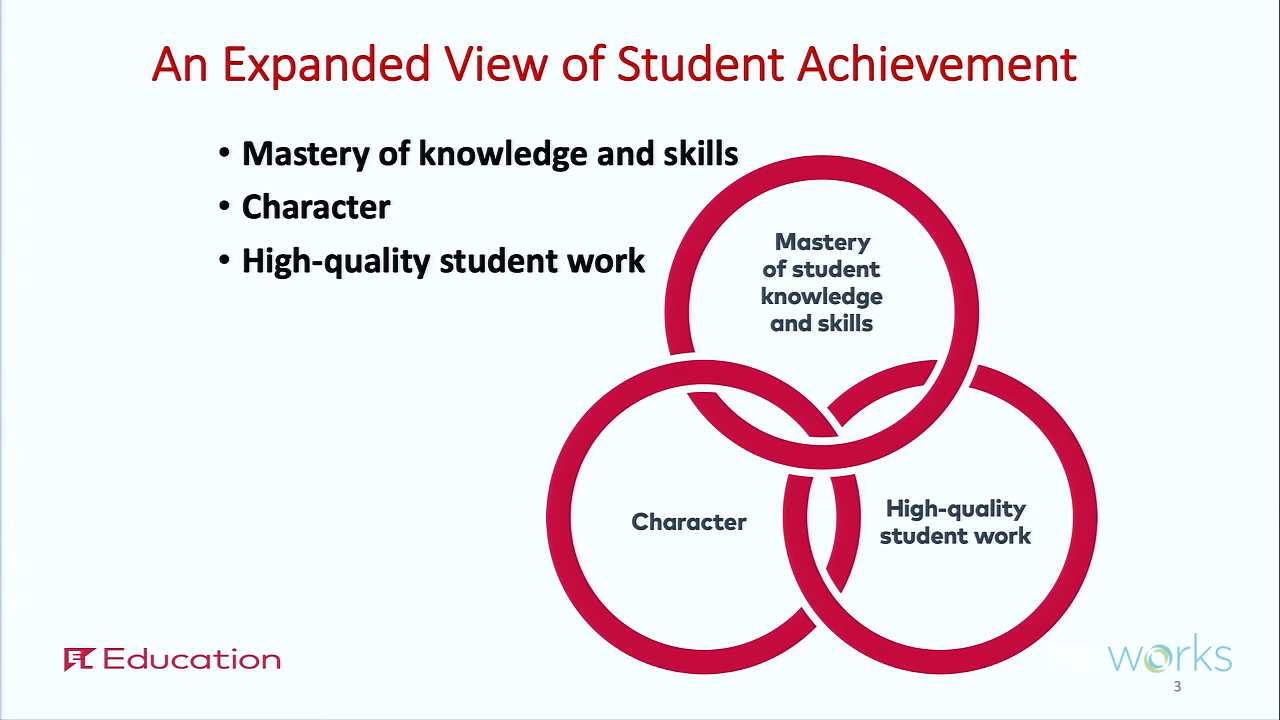 An Expanded View of Student Achievement
• Mastery of knowledge and skills
• Character
• High-quality student work
Mastery
of student
knowledge
and skills
Character
High-quality
student work
EL Education
works
3